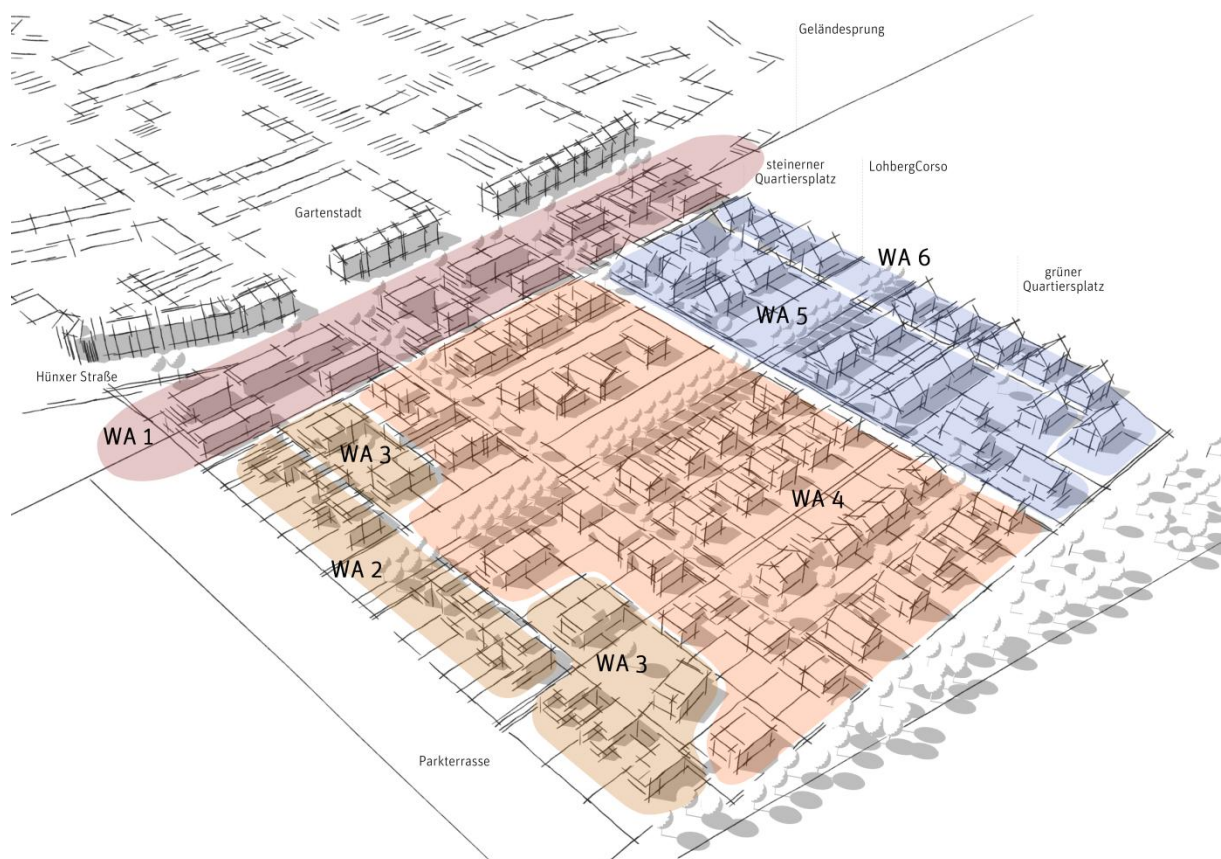 Geländesprung
steinerner
Quartiersplatz
LohbergCorso
Gartenstadt
WA 6
grüner
Quartiersplatz
WA 5
Hünxer Straße
WA 1
WA 3
WA 4
WA 2
WA 3
Parkterrasse